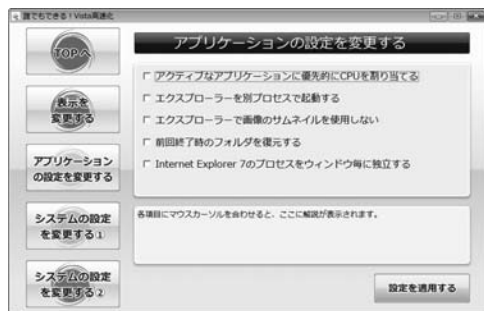 誰でもできる！Vista高速化
TOPへ
表示を
変更する
アプリケーション
の設定を変更する
システムの設定
を変更する①
システムの設定
を変更する②
アプリケーションの設定を変更する
アクティブなアプリケーションに優先的にCPUを割り当てる
エクスプローラーを別プロセスで起動する
エクスプローラーで画像のサムネイルを使用しない
前回終了時のフォルダを復元する
Internet Explorer 7のプロセスをウィンドウ毎に独立する
各項目にマウスカーソルを合わせると、ここに解説が表示されます。
設定を適用する